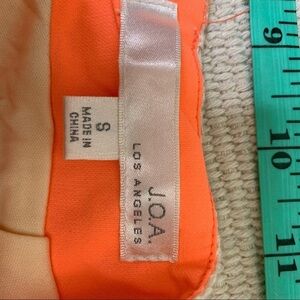 J.O.A.
LOS ANGELES
S
MADE IN
CHINA
9
10
11